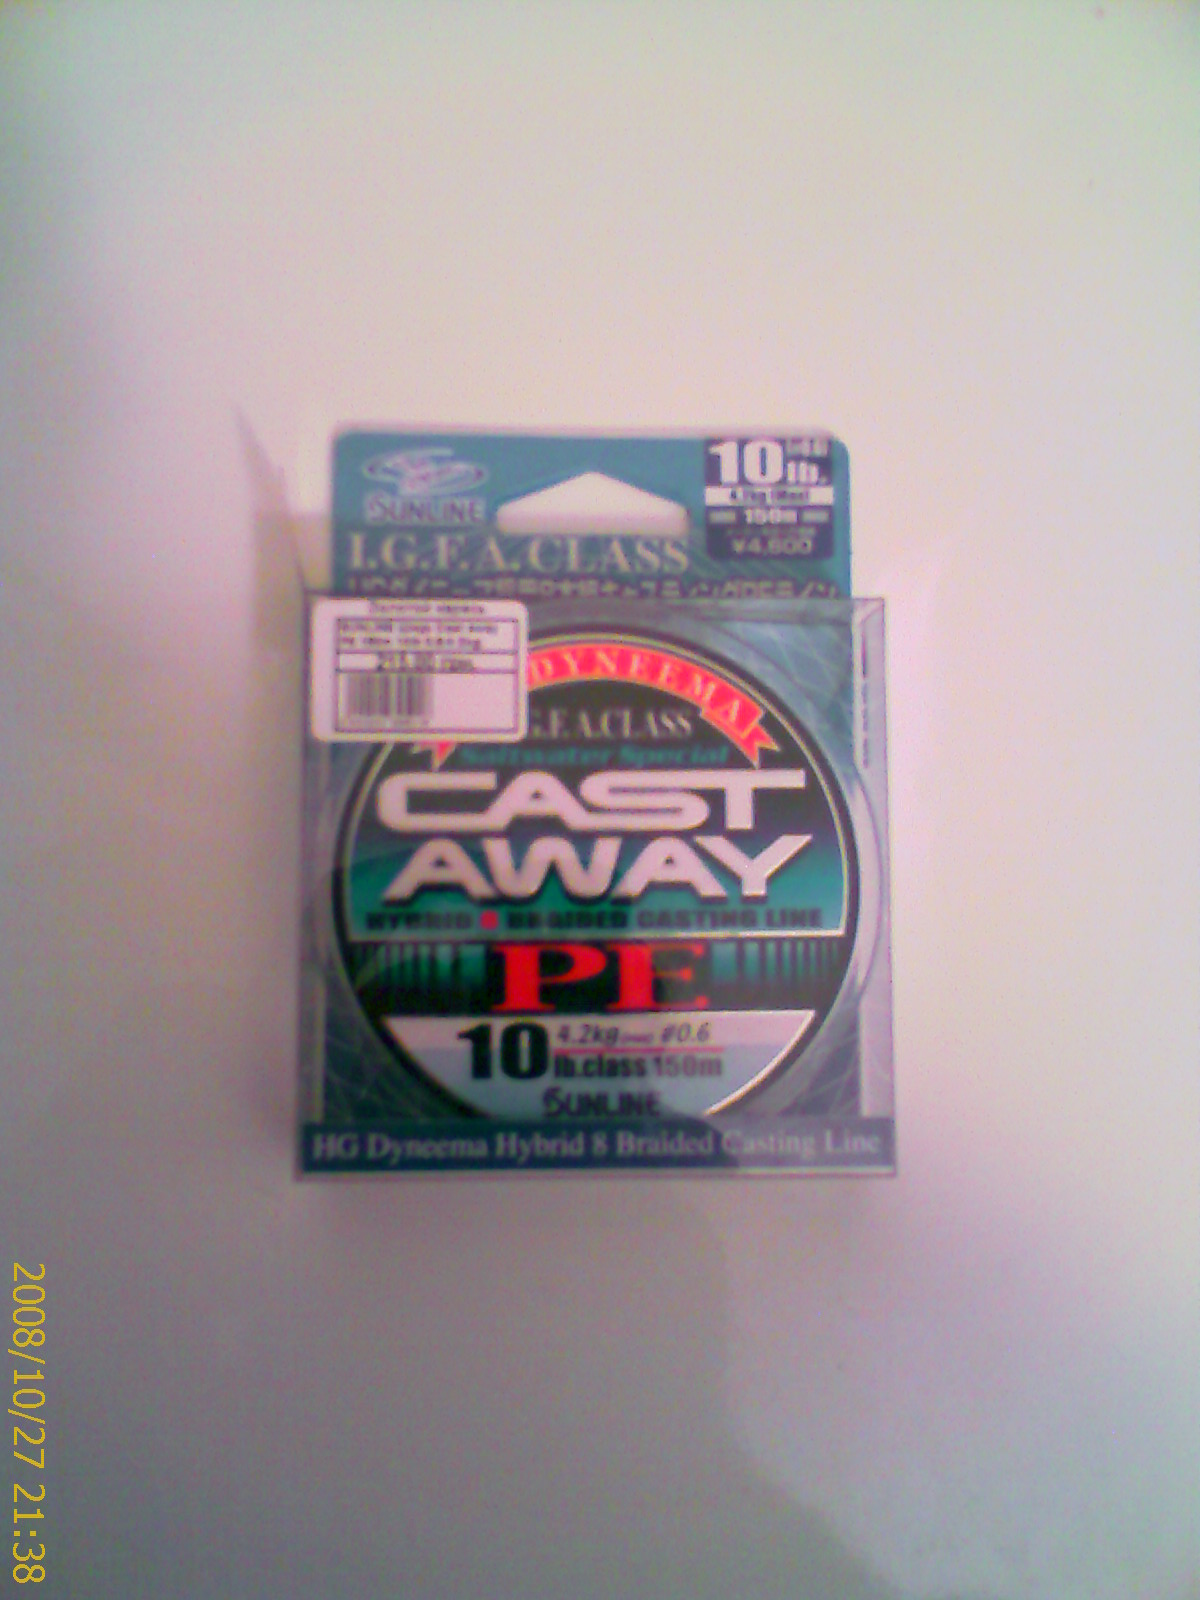 10 lb.
SUNLINE
150m
¥4,600
I.G.F.A. CLASS
DYNEEMA
G.F.A. CLASS
Saltwater Special
CAST
AWAY
HYBRID 8 BRAIDED CASTING LINE
PE
10 4.2kg #0.6
lb.class 150m
SUNLINE
HG Dyneema Hybrid 8 Braided Casting Line
2008/10/27 21:38